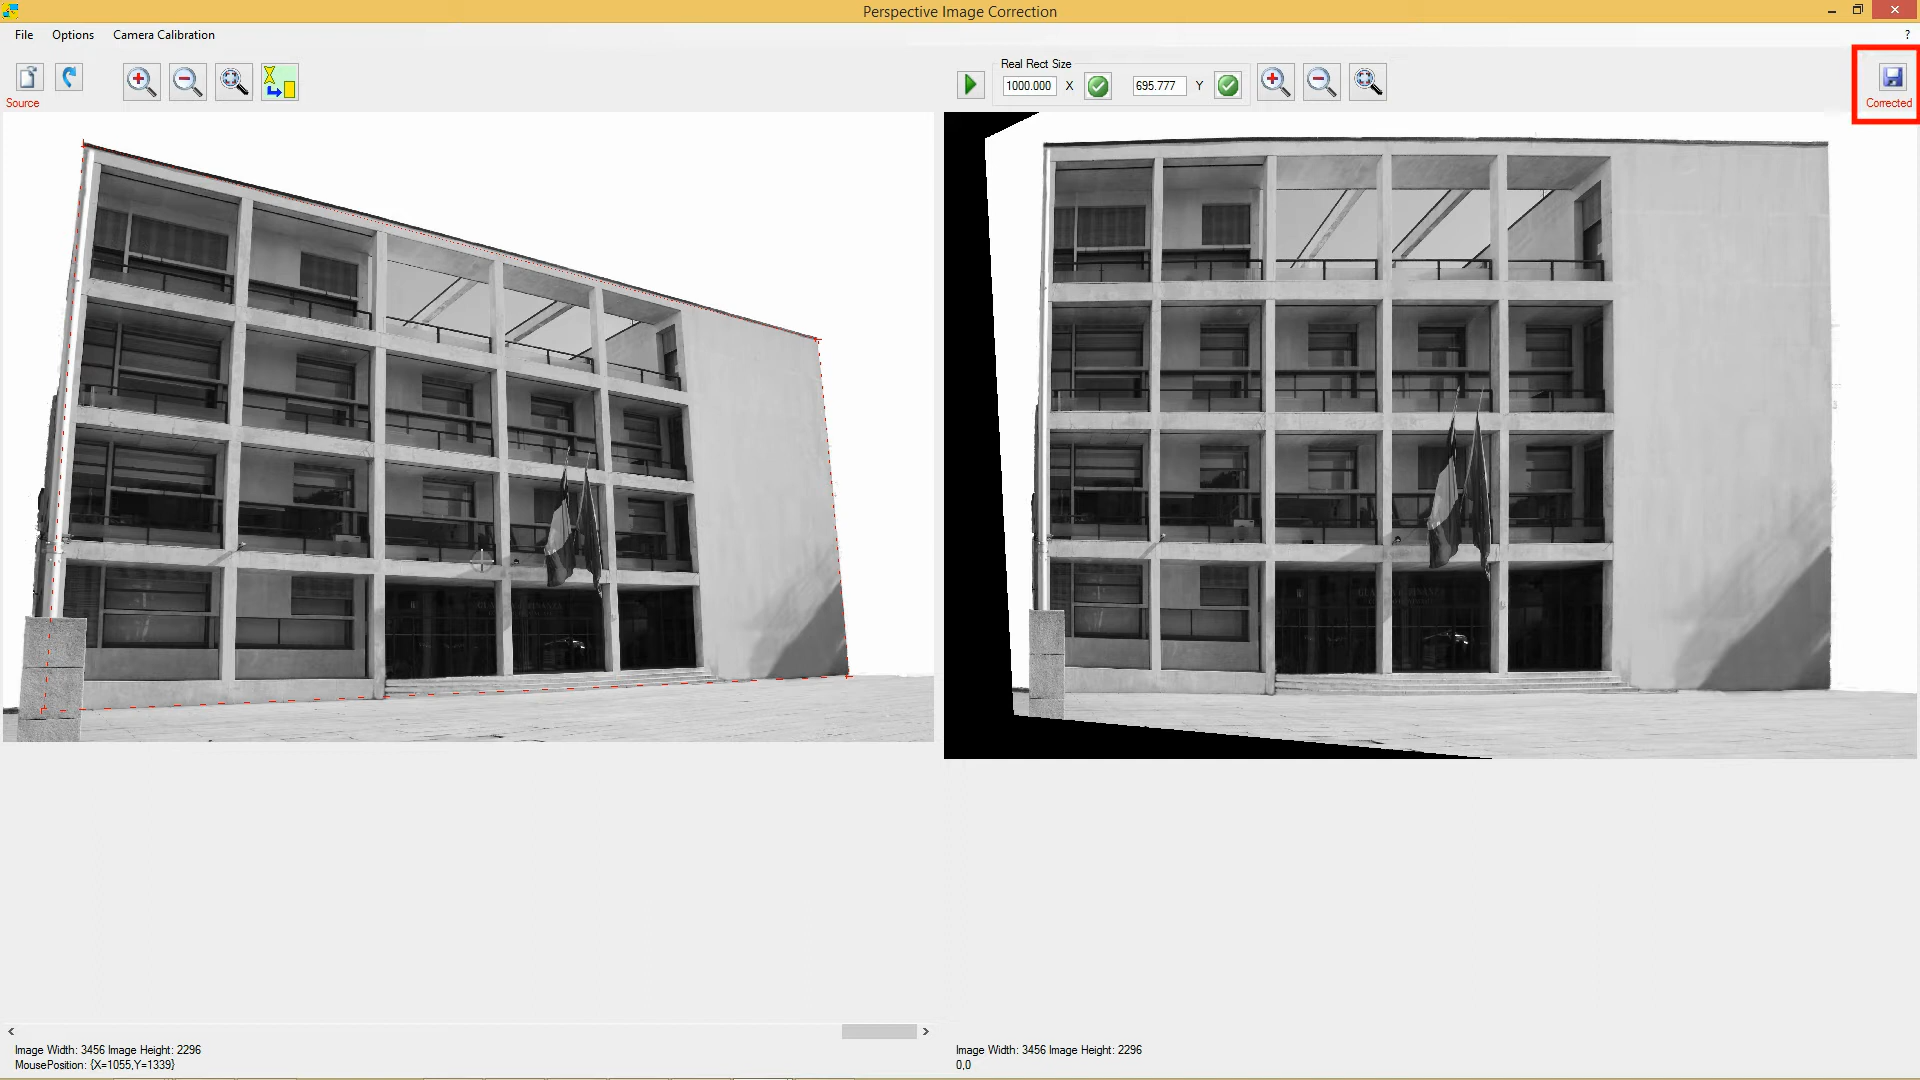 Perspective Image Correction
File Options Camera Calibration ?
Source
Real Rect Size
1000.000 X 695.777 Y
Corrected
Image Width: 3456 Image Height: 2296
MousePosition: {X=1055,Y=1339}
Image Width: 3456 Image Height: 2296
0,0